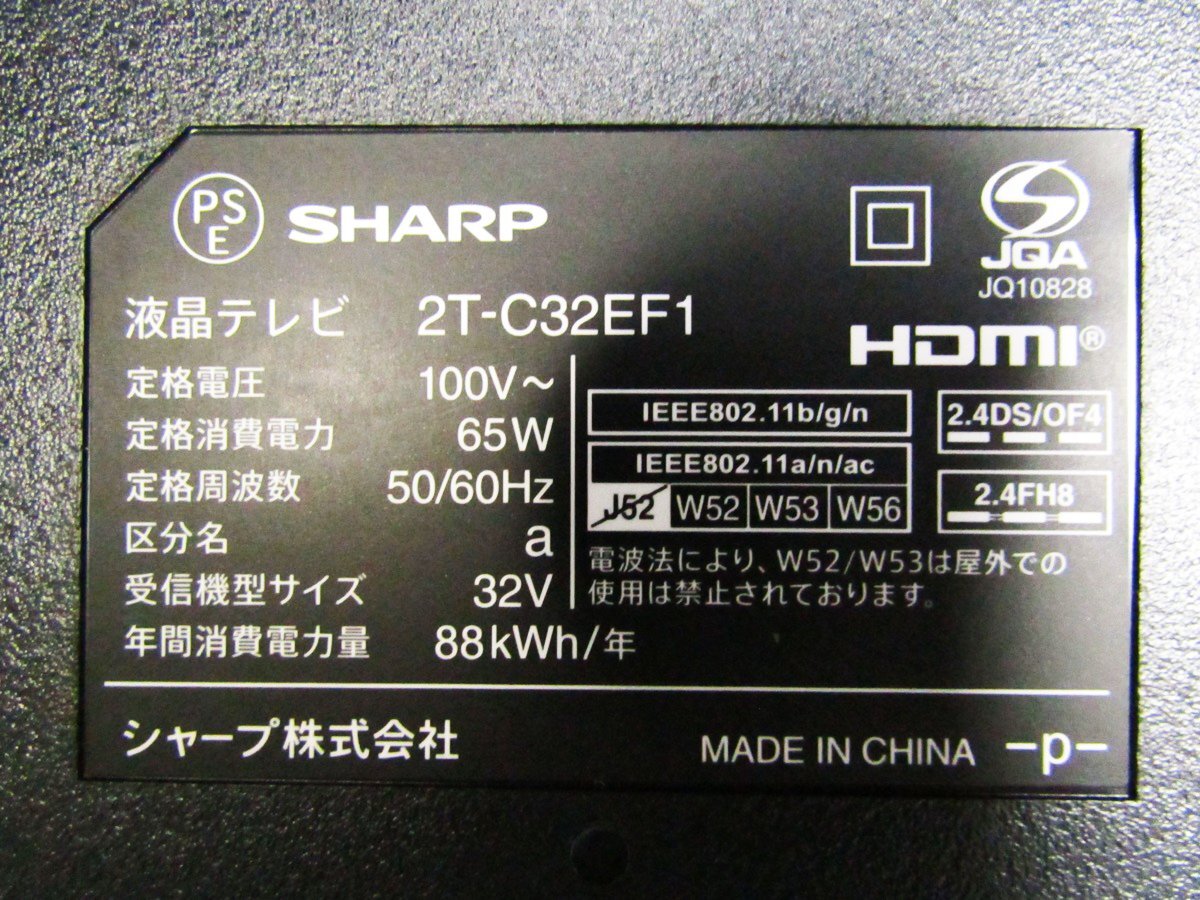 PS
E
SHARP
JQA
JQ10828
液晶テレビ 2T-C32EF1
HDMI®
定格電圧 100V~
定格消費電力 65W
定格周波数 50/60Hz
区分名 a
受信機型サイズ 32V
年間消費電力量 88kWh/年
IEEE802.11b/g/n
IEEE802.11a/n/ac
J52 W52 W53 W56
2.4DS/OF4
2.4FH8
電波法により、W52/W53は屋外での
使用は禁止されております。
シャープ株式会社
MADE IN CHINA -p-